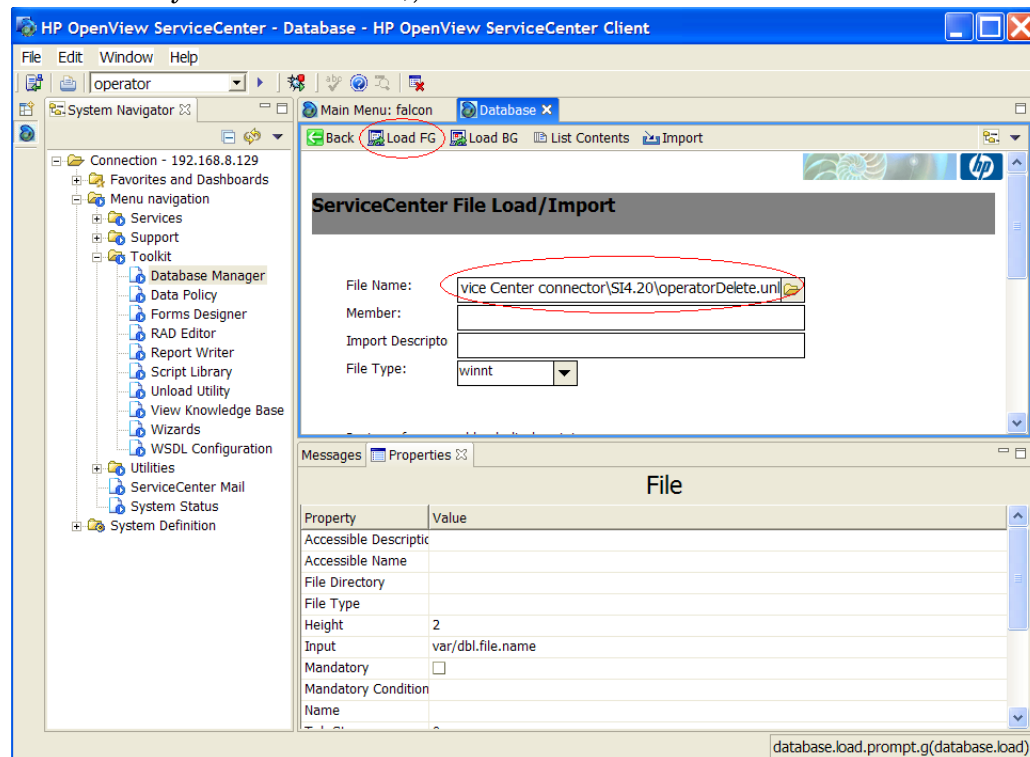 HP OpenView ServiceCenter - Database - HP OpenView ServiceCenter Client
File Edit Window Help
operator
System Navigator
Main Menu: falcon
Database
Back Load FG Load BG List Contents Import
Connection - 192.168.8.129
Favorites and Dashboards
Menu navigation
Services
Support
Toolkit
Database Manager
Data Policy
Forms Designer
RAD Editor
Report Writer
Script Library
Unload Utility
View Knowledge Base
Wizards
WSDL Configuration
Utilities
ServiceCenter Mail
System Status
System Definition
hp
ServiceCenter File Load/Import
File Name: vice Center connector\SI4.20\operatorDelete.unl
Member:
Import Descripto
File Type: winnt
Messages Properties
File
Property Value
Accessible Descriptic
Accessible Name
File Directory
File Type
Height 2
Input var/dbl.file.name
Mandatory
Mandatory Condition
Name
database.load.prompt.g(database.load)